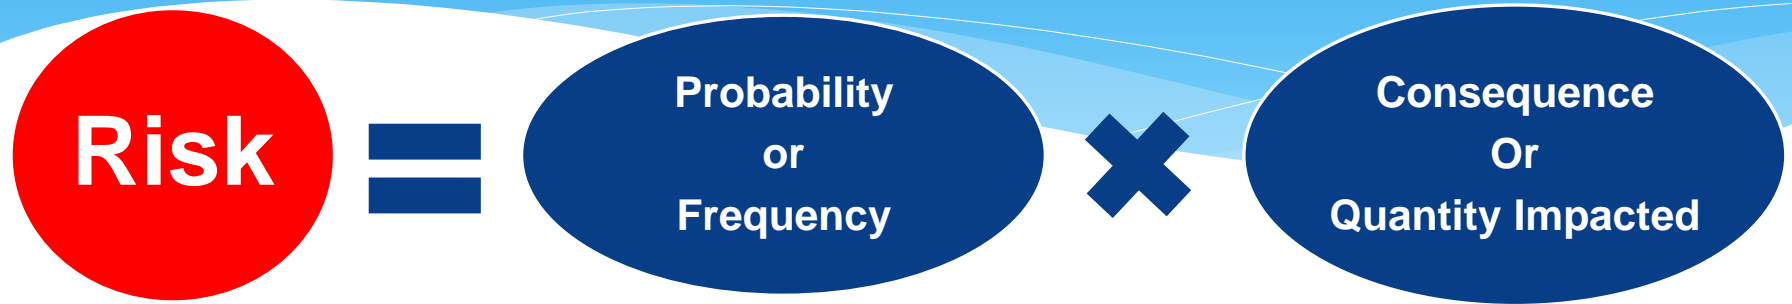 Risk
Probability
or
Frequency
Consequence
Or
Quantity Impacted